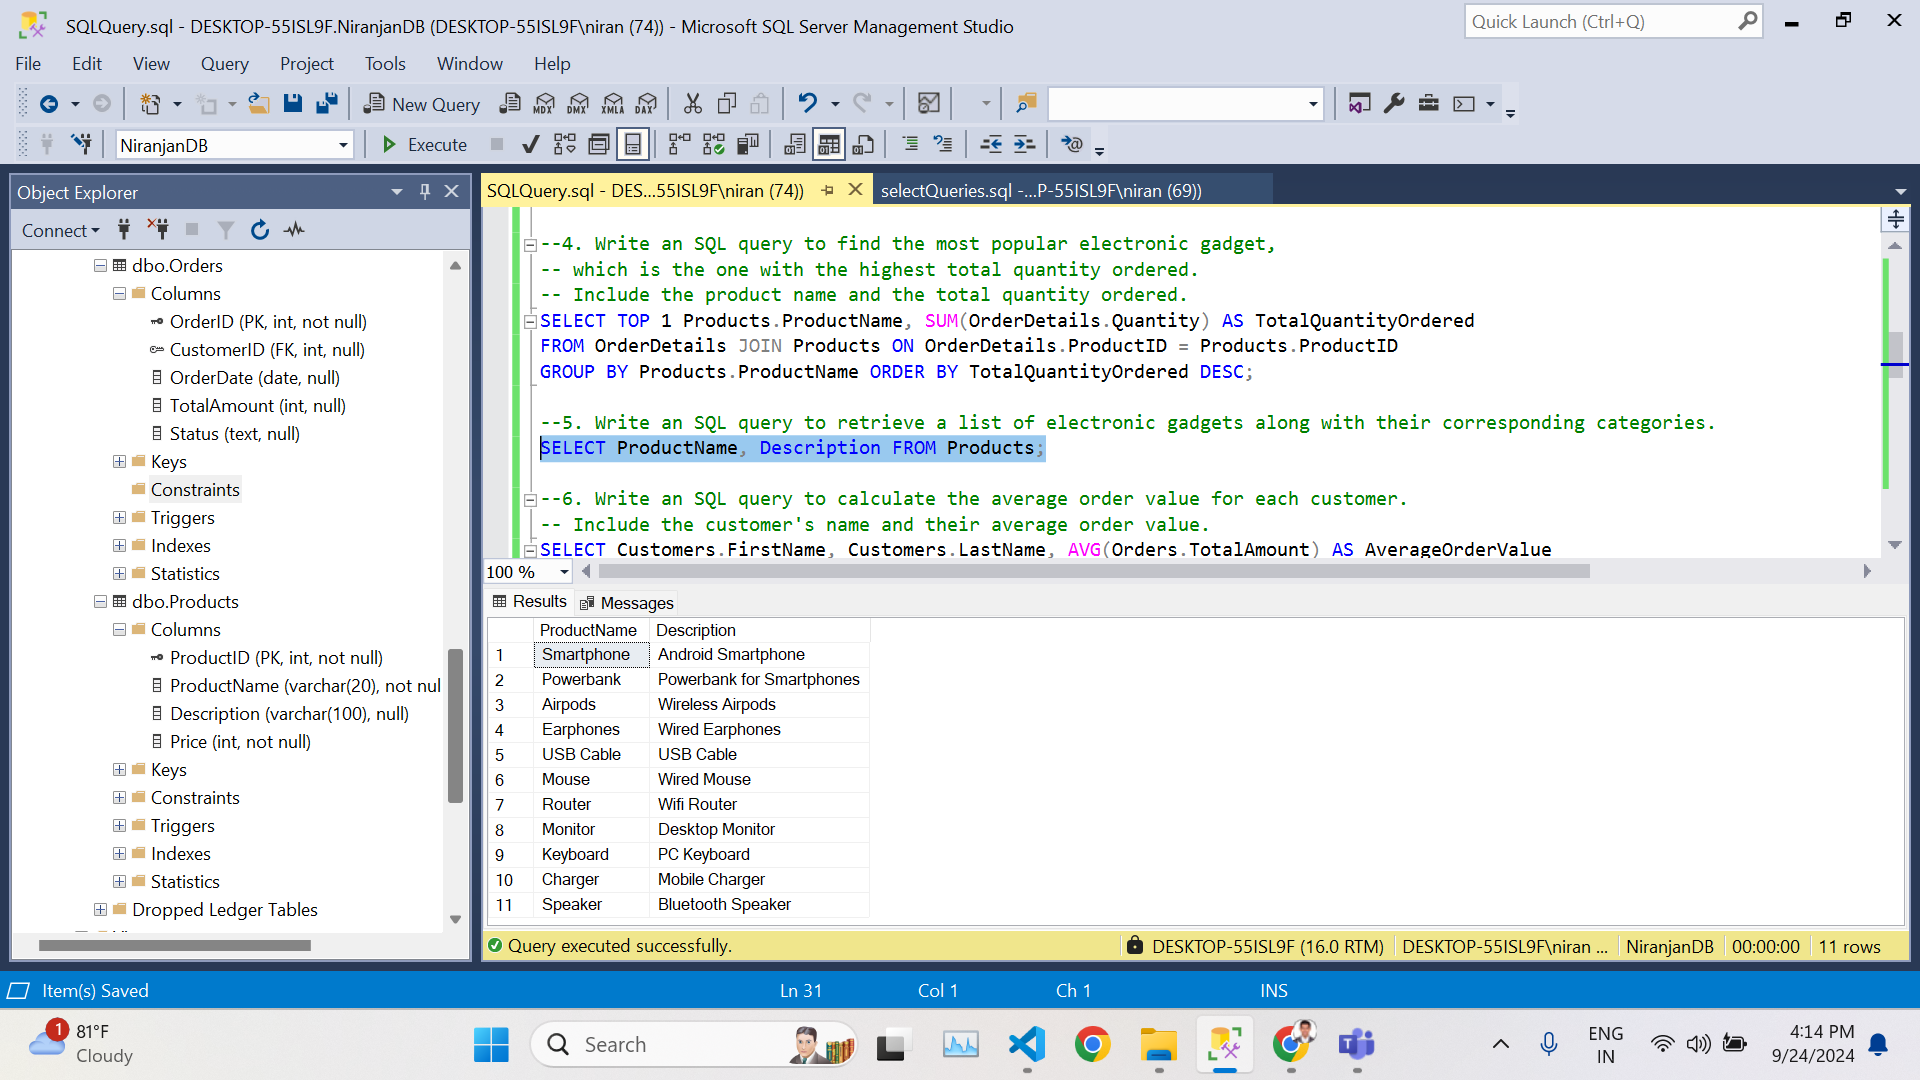 SQLQuery.sql - DESKTOP-55ISL9F.NiranjanDB (DESKTOP-55ISL9F\niran (74)) - Microsoft SQL Server Management Studio
Quick Launch (Ctrl+Q)
File Edit View Query Project Tools Window Help
New Query MDX DMX XMLA DAX
NiranjanDB Execute
Object Explorer
Connect
dbo.Orders
Columns
OrderID (PK, int, not null)
CustomerID (FK, int, null)
OrderDate (date, null)
TotalAmount (int, null)
Status (text, null)
Keys
Constraints
Triggers
Indexes
Statistics
dbo.Products
Columns
ProductID (PK, int, not null)
ProductName (varchar(20), not nul
Description (varchar(100), null)
Price (int, not null)
Keys
Constraints
Triggers
Indexes
Statistics
Dropped Ledger Tables
SQLQuery.sql - DES...55ISL9F\niran (74)) selectQueries.sql -...P-55ISL9F\niran (69))
--4. Write an SQL query to find the most popular electronic gadget,
-- which is the one with the highest total quantity ordered.
-- Include the product name and the total quantity ordered.
SELECT TOP 1 Products.ProductName, SUM(OrderDetails.Quantity) AS TotalQuantityOrdered
FROM OrderDetails JOIN Products ON OrderDetails.ProductID = Products.ProductID
GROUP BY Products.ProductName ORDER BY TotalQuantityOrdered DESC;
--5. Write an SQL query to retrieve a list of electronic gadgets along with their corresponding categories.
SELECT ProductName, Description FROM Products;
--6. Write an SQL query to calculate the average order value for each customer.
-- Include the customer's name and their average order value.
SELECT Customers.FirstName, Customers.LastName, AVG(Orders.TotalAmount) AS AverageOrderValue
100 %
Results Messages
ProductName Description
1 Smartphone Android Smartphone
2 Powerbank Powerbank for Smartphones
3 Airpods Wireless Airpods
4 Earphones Wired Earphones
5 USB Cable USB Cable
6 Mouse Wired Mouse
7 Router Wifi Router
8 Monitor Desktop Monitor
9 Keyboard PC Keyboard
10 Charger Mobile Charger
11 Speaker Bluetooth Speaker
Query executed successfully. DESKTOP-55ISL9F (16.0 RTM) DESKTOP-55ISL9F\niran ... NiranjanDB 00:00:00 11 rows
Item(s) Saved Ln 31 Col 1 Ch 1 INS
1 81°F
Cloudy
Search
ENG
IN
4:14 PM
9/24/2024